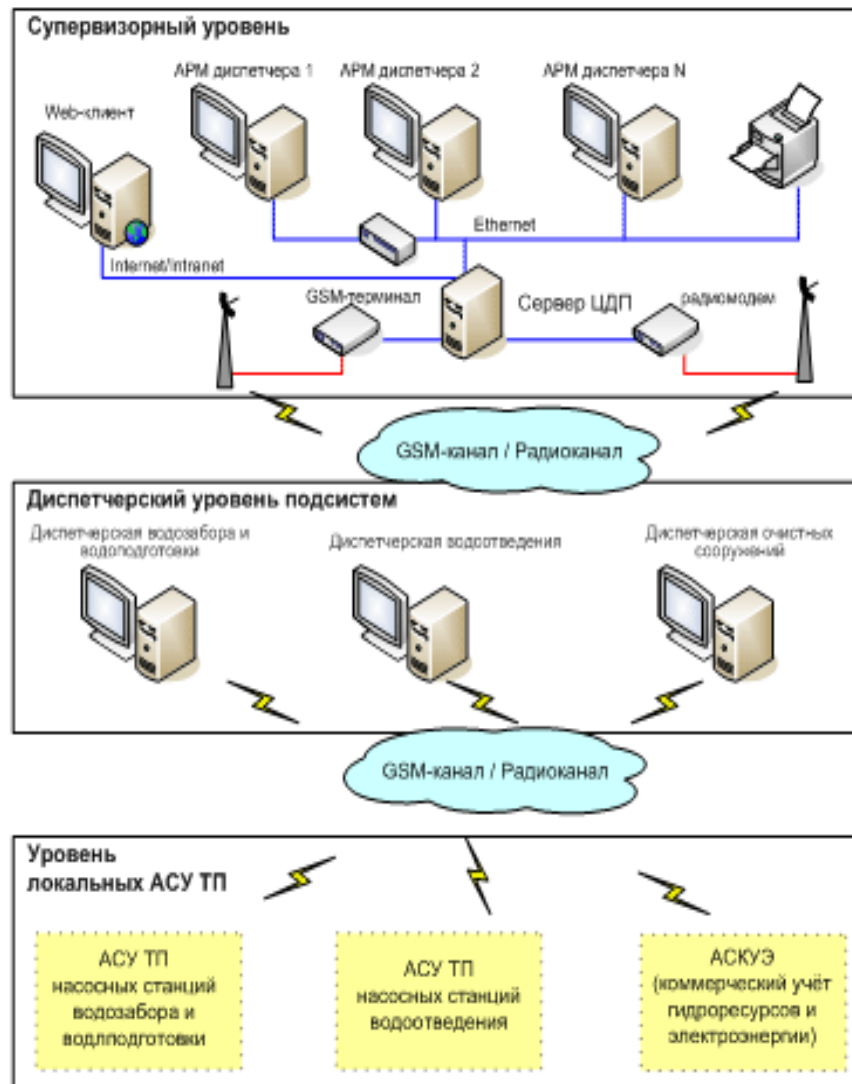 Супервизорный уровень
АРМ диспетчера 1
АРМ диспетчера 2
АРМ диспетчера N
Web-клиент
Ethernet
Internet/Intranet
GSM-терминал
Сервер ЦДП
радиомодем
GSM-канал / Радиоканал
Диспетчерский уровень подсистем
Диспетчерская водозабора и
водоподготовки
Диспетчерская водоотведения
Диспетчерская очистных
сооружений
GSM-канал / Радиоканал
Уровень
локальных АСУ ТП
АСУ ТП
насосных станций
водозабора и
водлподготовки
АСУ ТП
насосных станций
водоотведения
АСКУЭ
(коммерческий учёт
гидроресурсов и
электроэнергии)